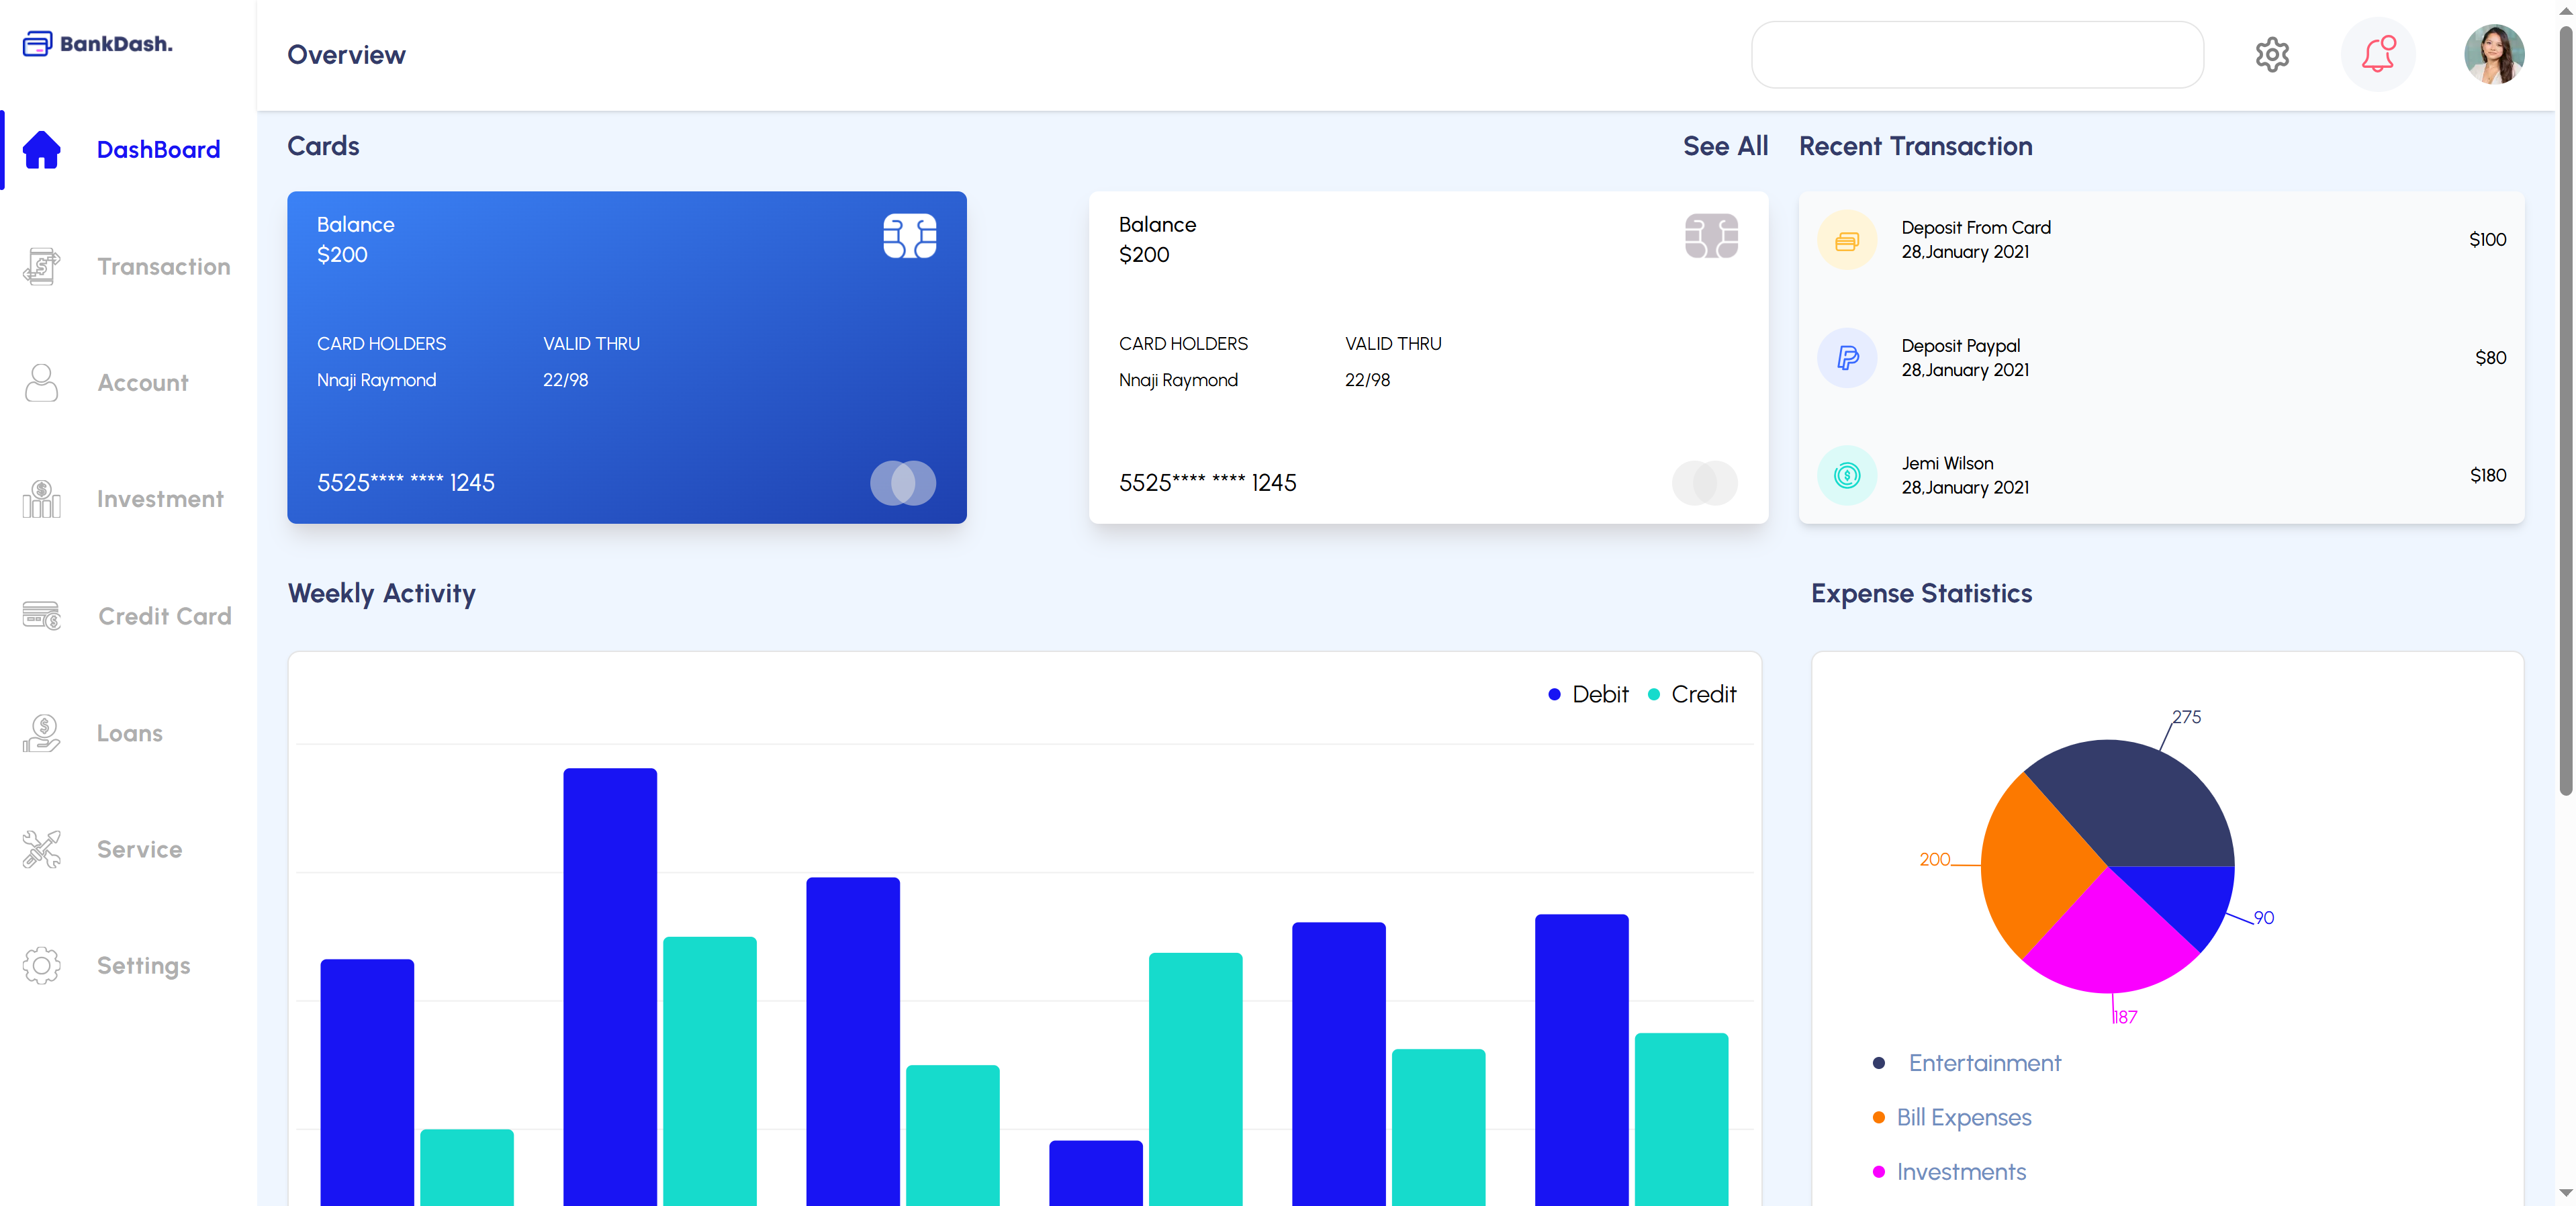 BankDash.
Overview
DashBoard
Transaction
Account
Investment
Credit Card
Loans
Service
Settings
Cards
See All
Balance
$200
CARD HOLDERS VALID THRU
Nnaji Raymond 22/98
5525**** **** 1245
Balance
$200
CARD HOLDERS VALID THRU
Nnaji Raymond 22/98
5525**** **** 1245
Recent Transaction
Deposit From Card
28,January 2021
$100
Deposit Paypal
28,January 2021
$80
Jemi Wilson
28,January 2021
$180
Weekly Activity
Debit Credit
Expense Statistics
275
200
90
187
Entertainment
Bill Expenses
Investments